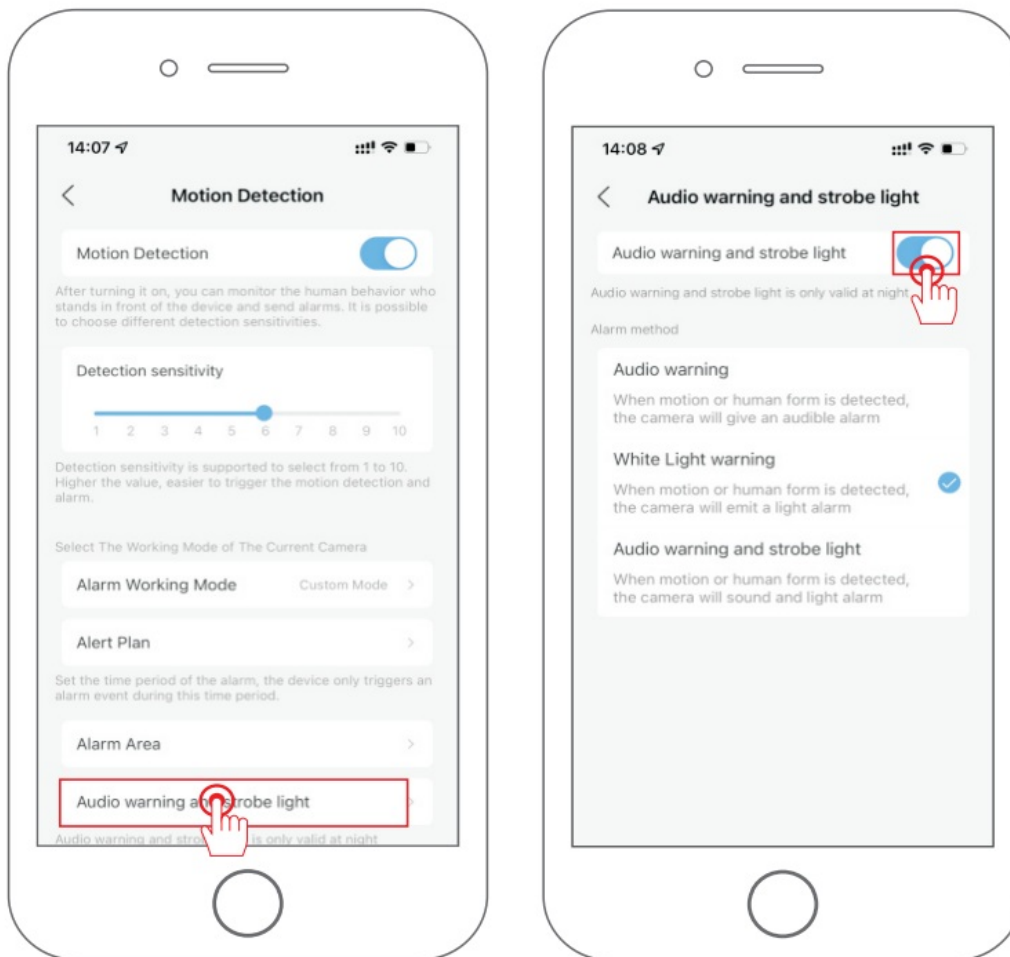 14:07
Motion Detection
Motion Detection
After turning it on, you can monitor the human behavior who
stands in front of the device and send alarms. It is possible
to choose different detection sensitivities.
Detection sensitivity
1 2 3 4 5 6 7 8 9 10
Detection sensitivity is supported to select from 1 to 10.
Higher the value, easier to trigger the motion detection and
alarm.
Select The Working Mode of The Current Camera
Alarm Working Mode Custom Mode
Alert Plan
Set the time period of the alarm, the device only triggers an
alarm event during this time period.
Alarm Area
Audio warning and strobe light
Audio warning and strobe is only valid at night
14:08
Audio warning and strobe light
Audio warning and strobe light
Audio warning and strobe light is only valid at night
Alarm method
Audio warning
When motion or human form is detected,
the camera will give an audible alarm
White Light warning
When motion or human form is detected,
the camera will emit a light alarm
Audio warning and strobe light
When motion or human form is detected,
the camera will sound and light alarm